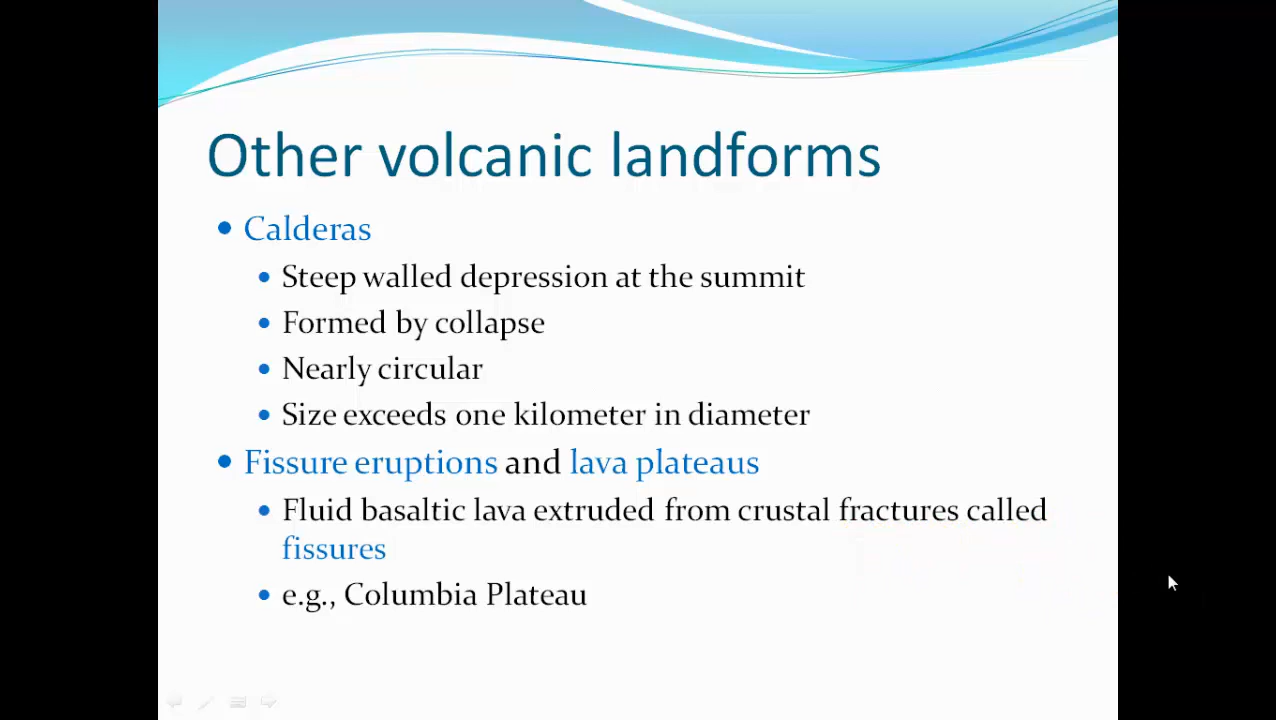 Other volcanic landforms
• Calderas
• Steep walled depression at the summit
• Formed by collapse
• Nearly circular
• Size exceeds one kilometer in diameter
• Fissure eruptions and lava plateaus
• Fluid basaltic lava extruded from crustal fractures called
fissures
• e.g., Columbia Plateau